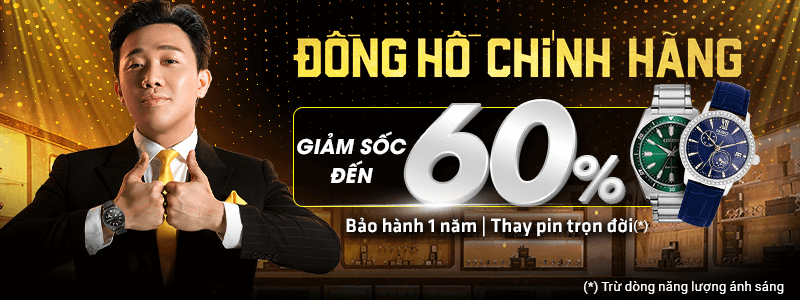 ĐỒNG HỒ CHÍNH HÃNG
GIẢM SỐC
ĐẾN
60%
Bảo hành 1 năm | Thay pin trọn đời(*)
(*) Trừ dòng năng lượng ánh sáng